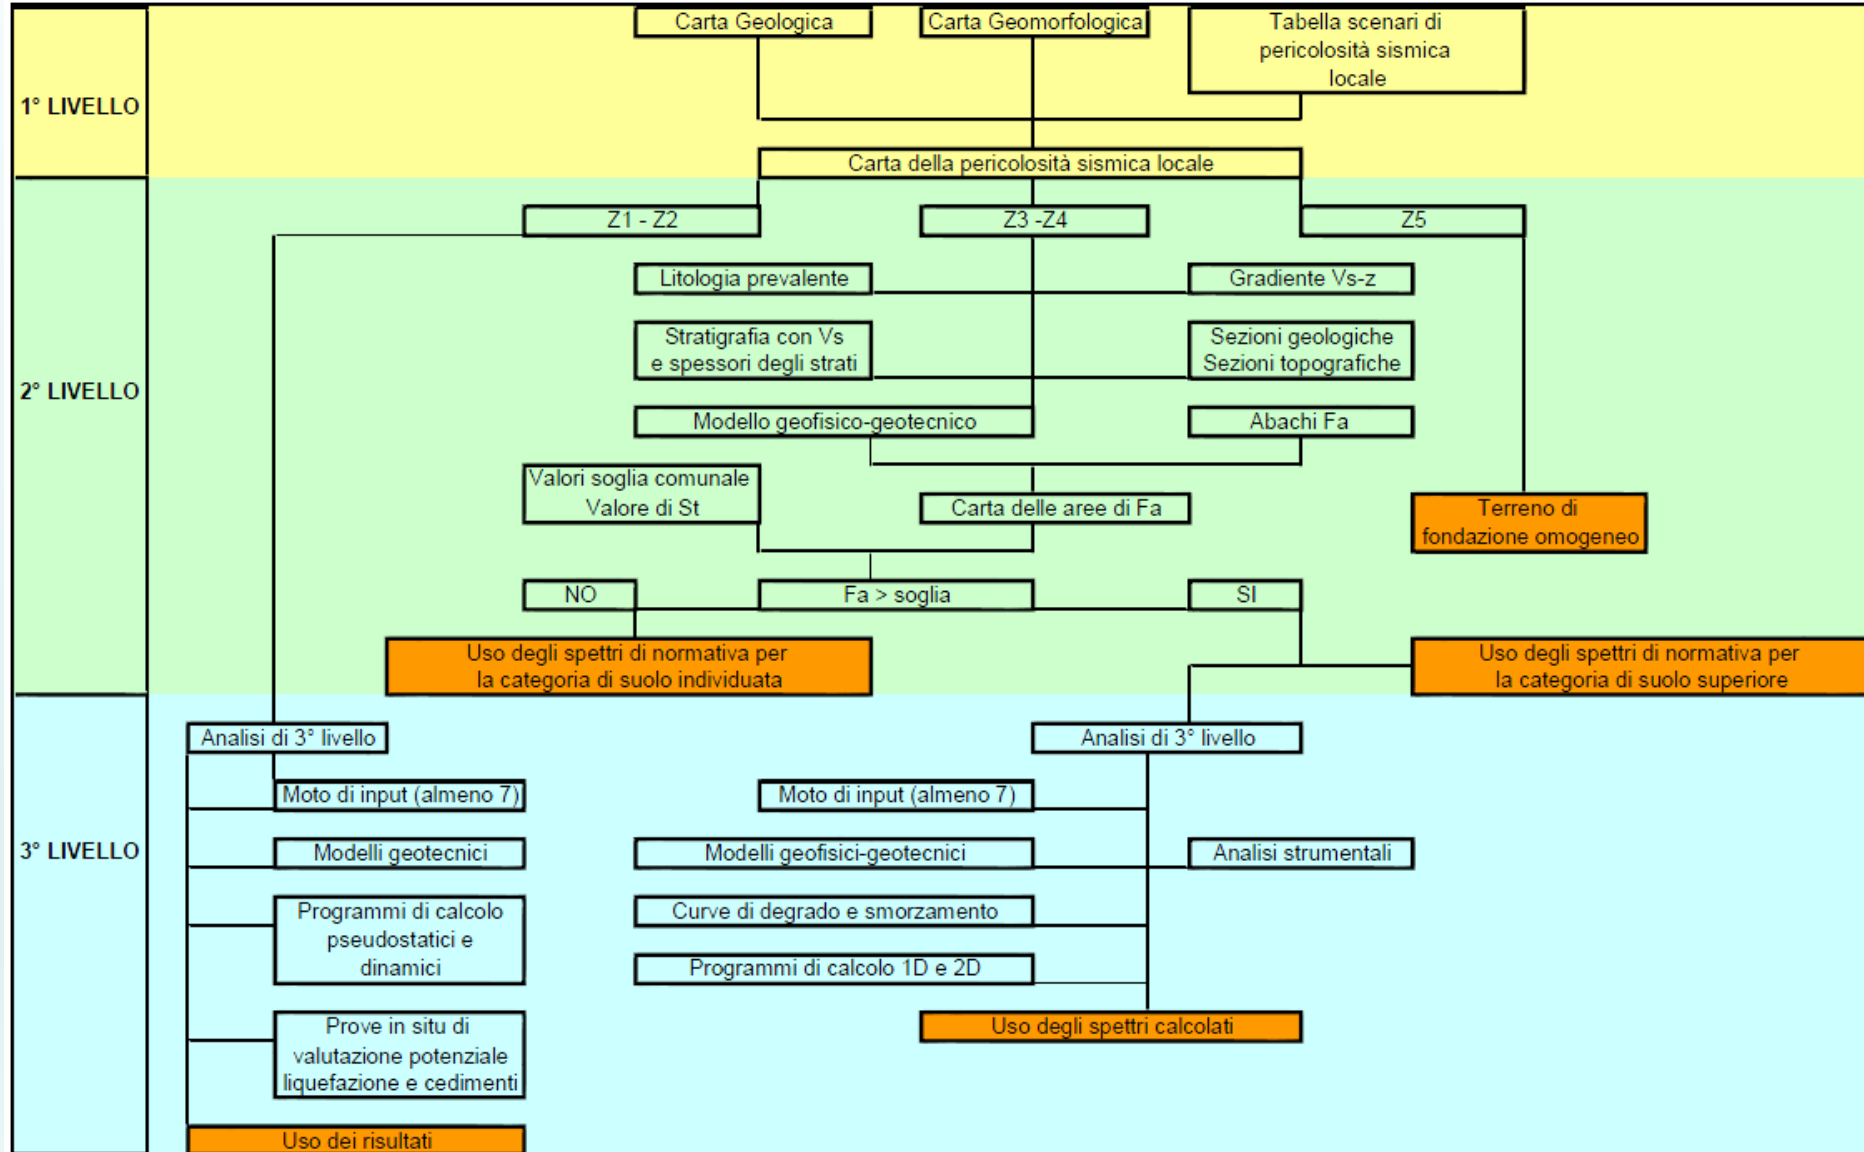 Carta Geologica
Carta Geomorfologica
Tabella scenari di
pericolosità sismica
locale
1° LIVELLO
Carta della pericolosità sismica locale
Z1 - Z2
Z3 -Z4
Z5
Litologia prevalente
Gradiente Vs-z
Stratigrafia con Vs
e spessori degli strati
Sezioni geologiche
Sezioni topografiche
2° LIVELLO
Modello geofisico-geotecnico
Abachi Fa
Valori soglia comunale
Valore di St
Carta delle aree di Fa
Terreno di
fondazione omogeneo
NO
Fa > soglia
SI
Uso degli spettri di normativa per
la categoria di suolo individuata
Uso degli spettri di normativa per
la categoria di suolo superiore
Analisi di 3° livello
Analisi di 3° livello
Moto di input (almeno 7)
Moto di input (almeno 7)
3° LIVELLO
Modelli geotecnici
Modelli geofisici-geotecnici
Analisi strumentali
Programmi di calcolo
pseudostatici e
dinamici
Curve di degrado e smorzamento
Programmi di calcolo 1D e 2D
Prove in situ di
valutazione potenziale
liquefazione e cedimenti
Uso degli spettri calcolati
Uso dei risultati